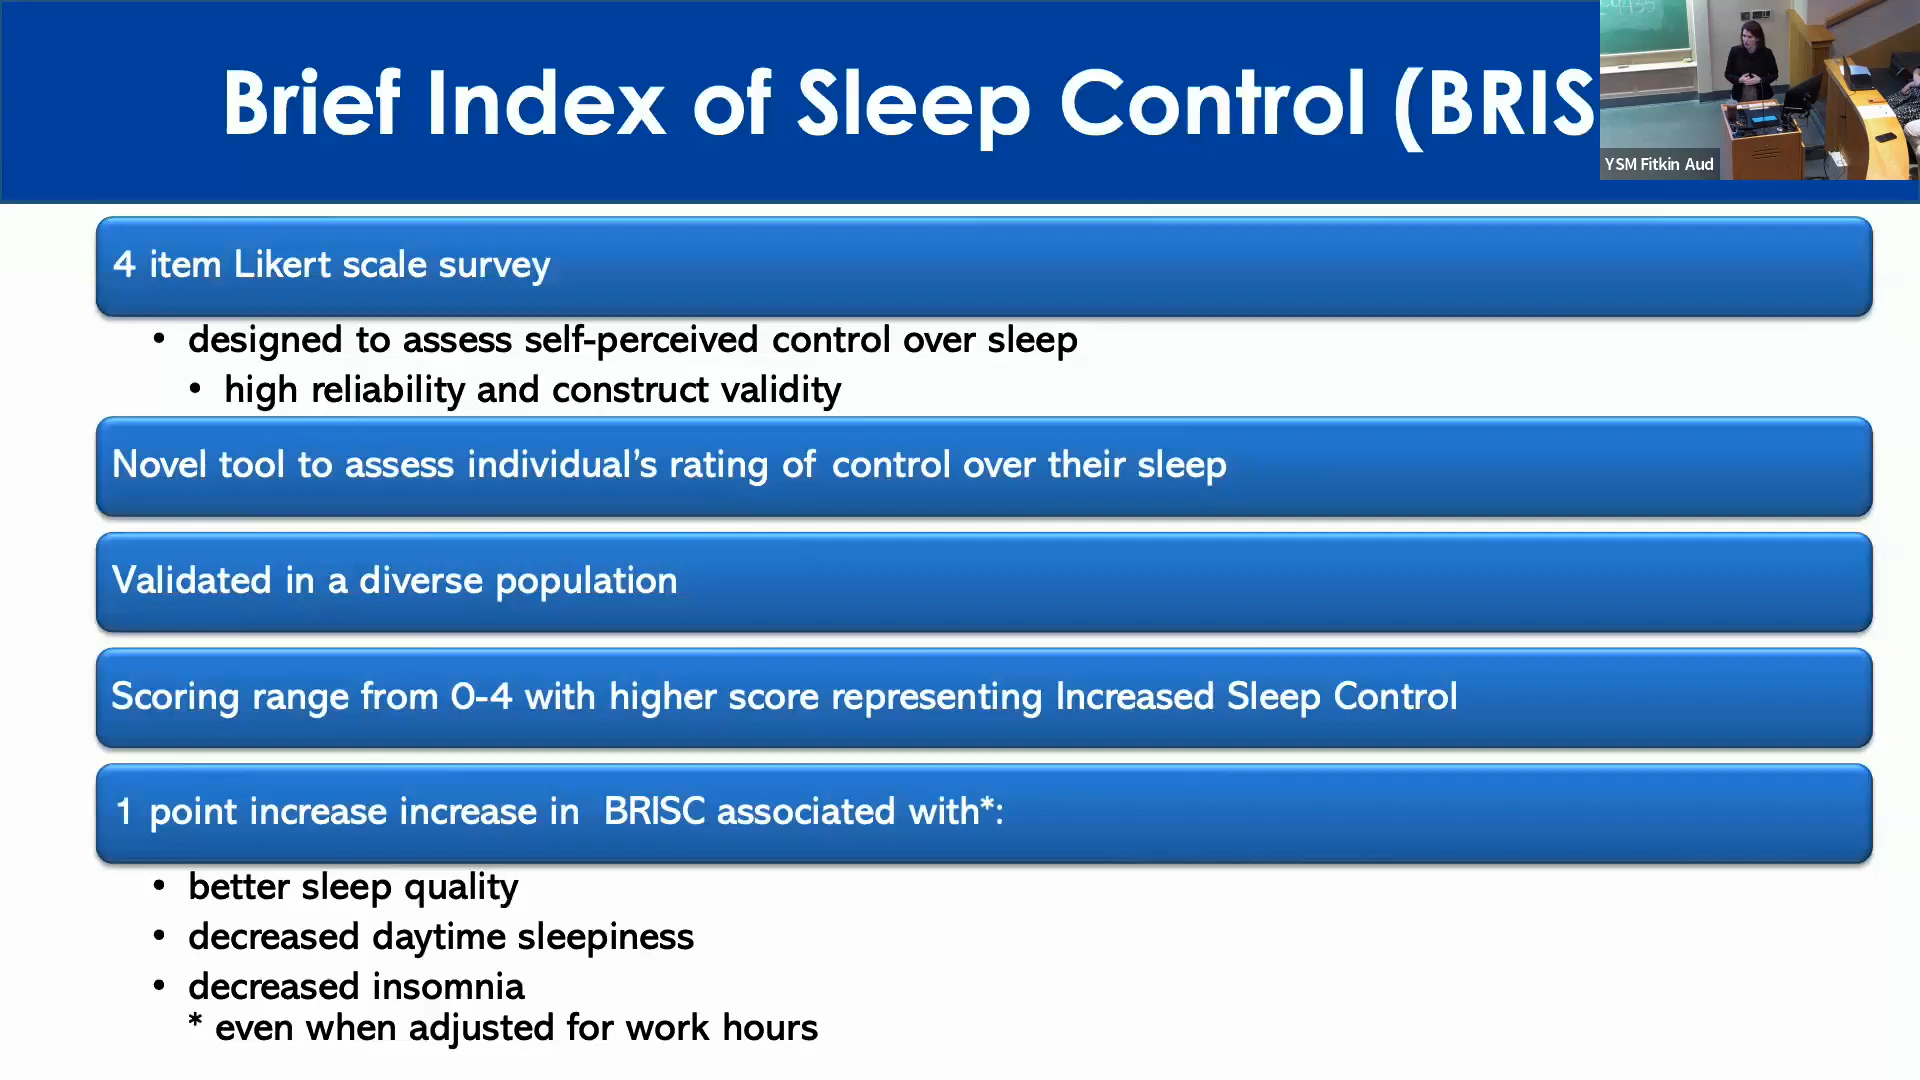 Brief Index of Sleep Control (BRIS
YSM Fitkin Aud
4 item Likert scale survey
• designed to assess self-perceived control over sleep
• high reliability and construct validity
Novel tool to assess individual’s rating of control over their sleep
Validated in a diverse population
Scoring range from 0-4 with higher score representing Increased Sleep Control
1 point increase increase in BRISC associated with*:
• better sleep quality
• decreased daytime sleepiness
• decreased insomnia
* even when adjusted for work hours